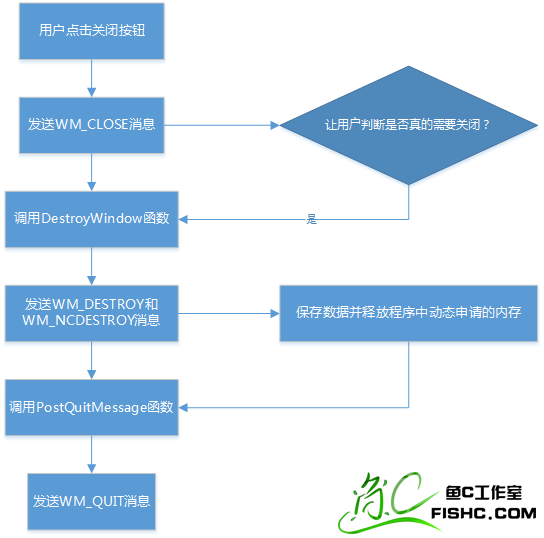 用户点击关闭按钮
发送WM_CLOSE消息
让用户判断是否真的需要关闭？
调用DestroyWindow函数
是
发送WM_DESTROY和
WM_NCDESTROY消息
保存数据并释放程序中动态申请的内存
调用PostQuitMessage函数
发送WM_QUIT消息
鱼C
鱼C工作室
FISHC.COM